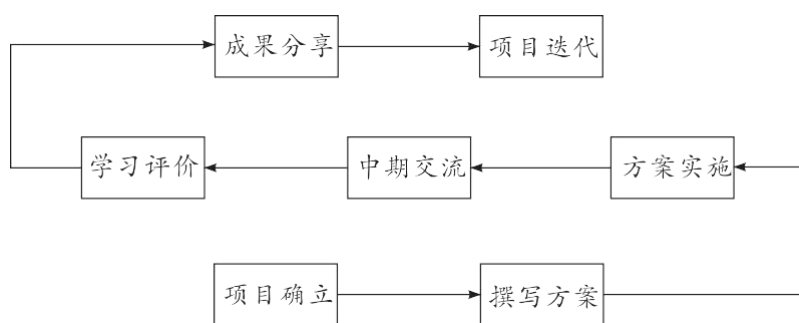 成果分享
项目迭代
学习评价
中期交流
方案实施
项目确立
撰写方案